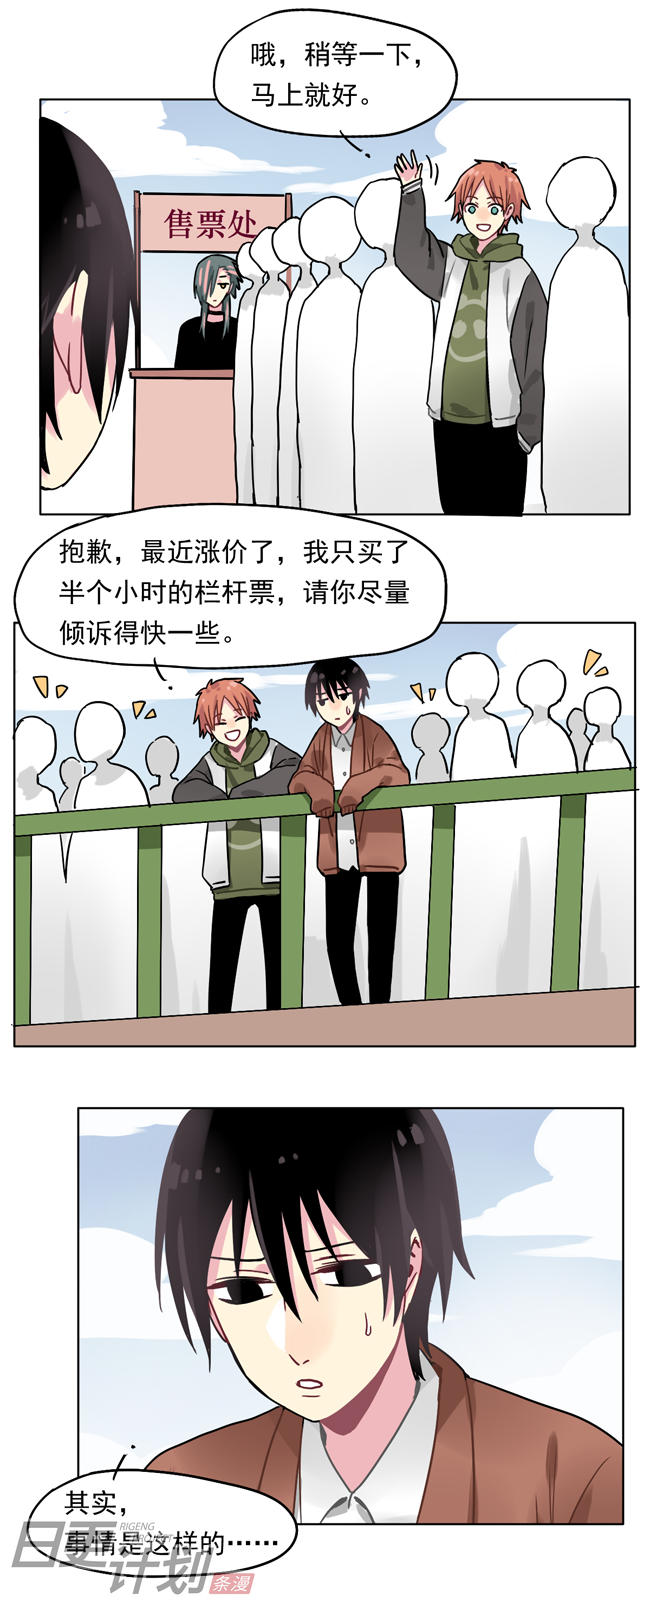 哦，稍等一下，
马上就好。
售票处
抱歉，最近涨价了，我只买了
半个小时的栏杆票，请你尽量
倾诉得快一些。
其实，
事情是这样的……
日更计划
RIGENG
PROJECT
条漫